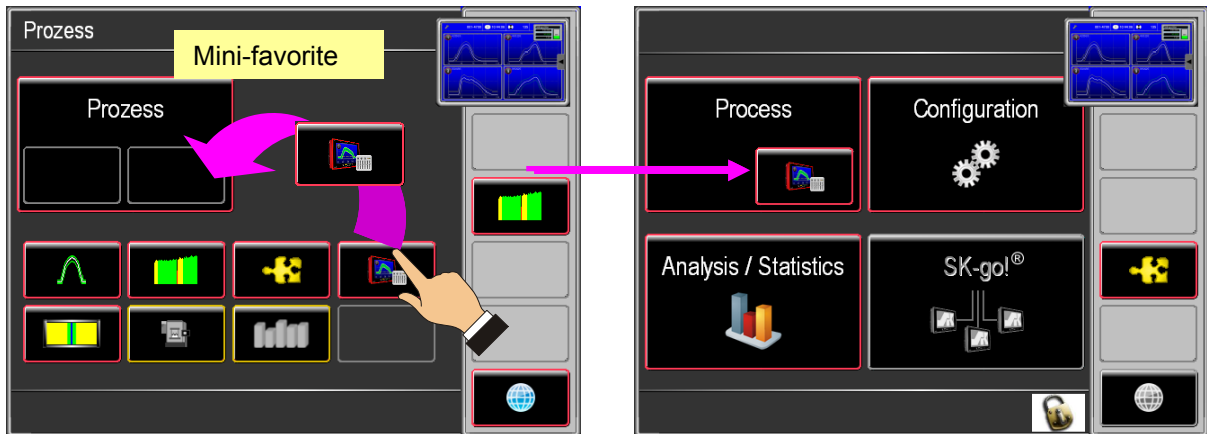 Prozess
Mini-favorite
Prozess
Process
Configuration
Analysis / Statistics
SK-go!®